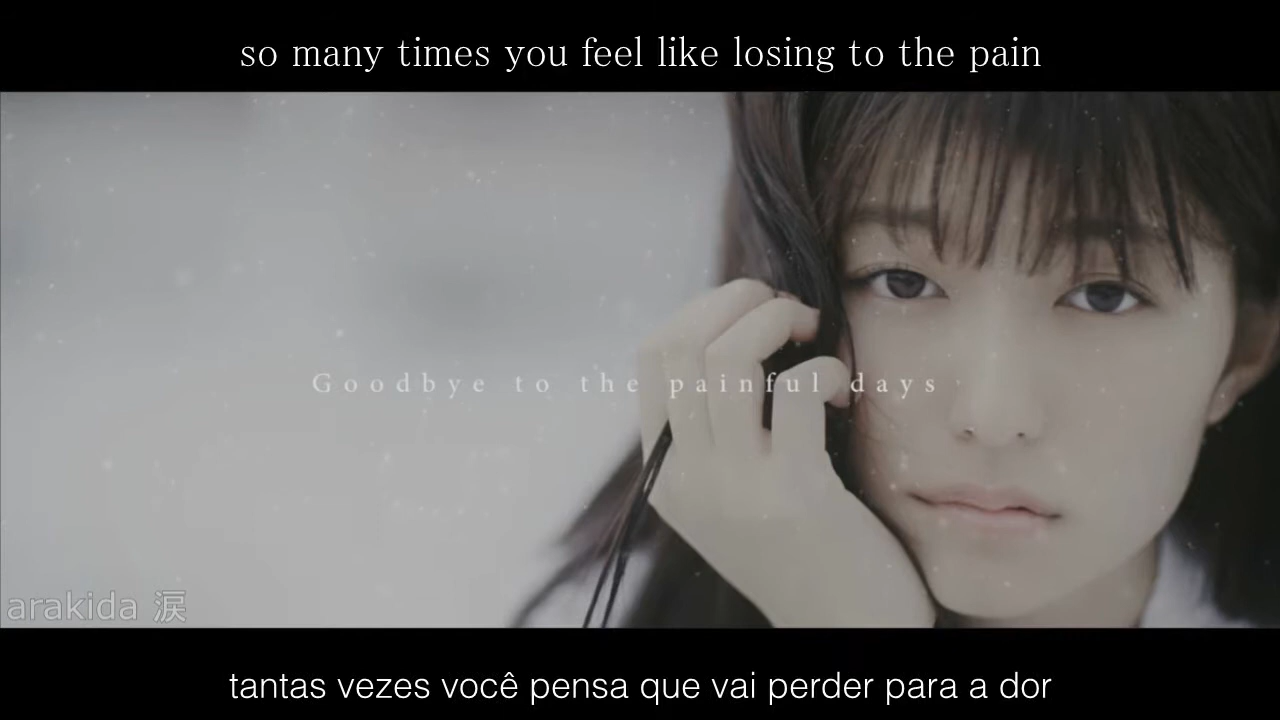 so many times you feel like losing to the pain
Goodbye to the painful days
arakida 涙
tantas vezes você pensa que vai perder para a dor